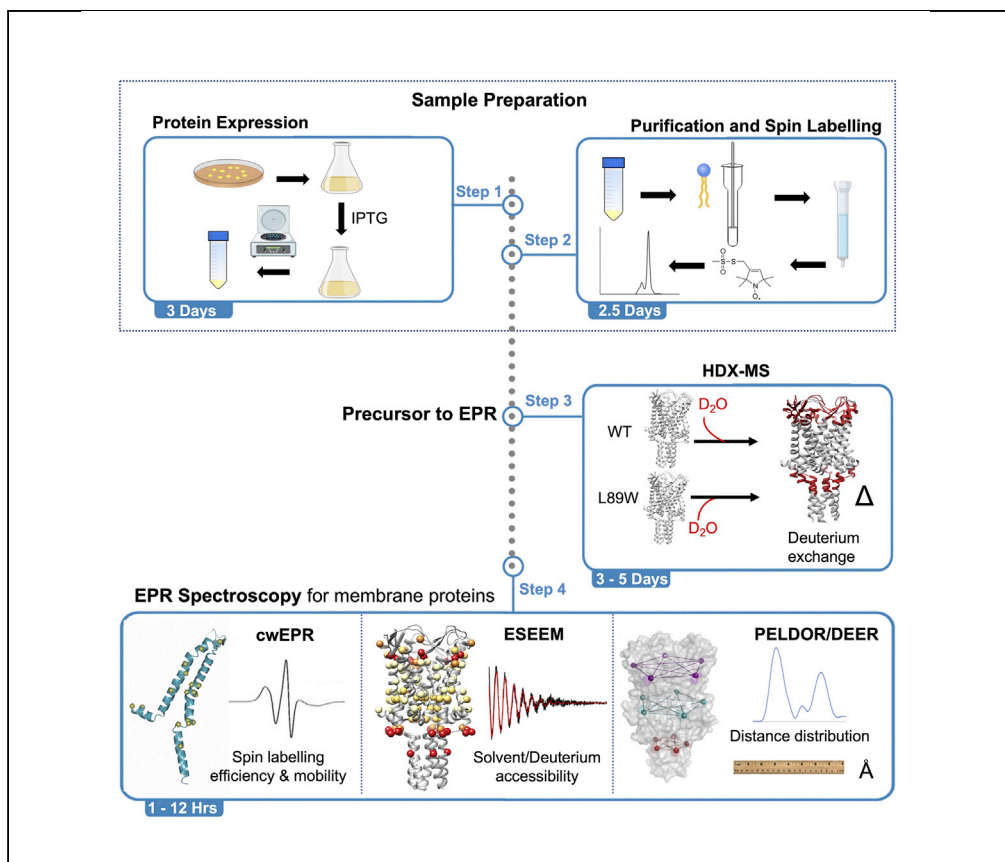 Sample Preparation
Protein Expression
IPTG
3 Days
Step 1
Purification and Spin Labelling
O
S
S
O
N
O•
2.5 Days
Step 2
Precursor to EPR
Step 3
HDX-MS
WT
D2O
L89W
D2O
Δ
Deuterium
exchange
3 - 5 Days
Step 4
EPR Spectroscopy for membrane proteins
cwEPR
Spin labelling
efficiency & mobility
ESEEM
Solvent/Deuterium
accessibility
PELDOR/DEER
Distance distribution
Å
1 - 12 Hrs